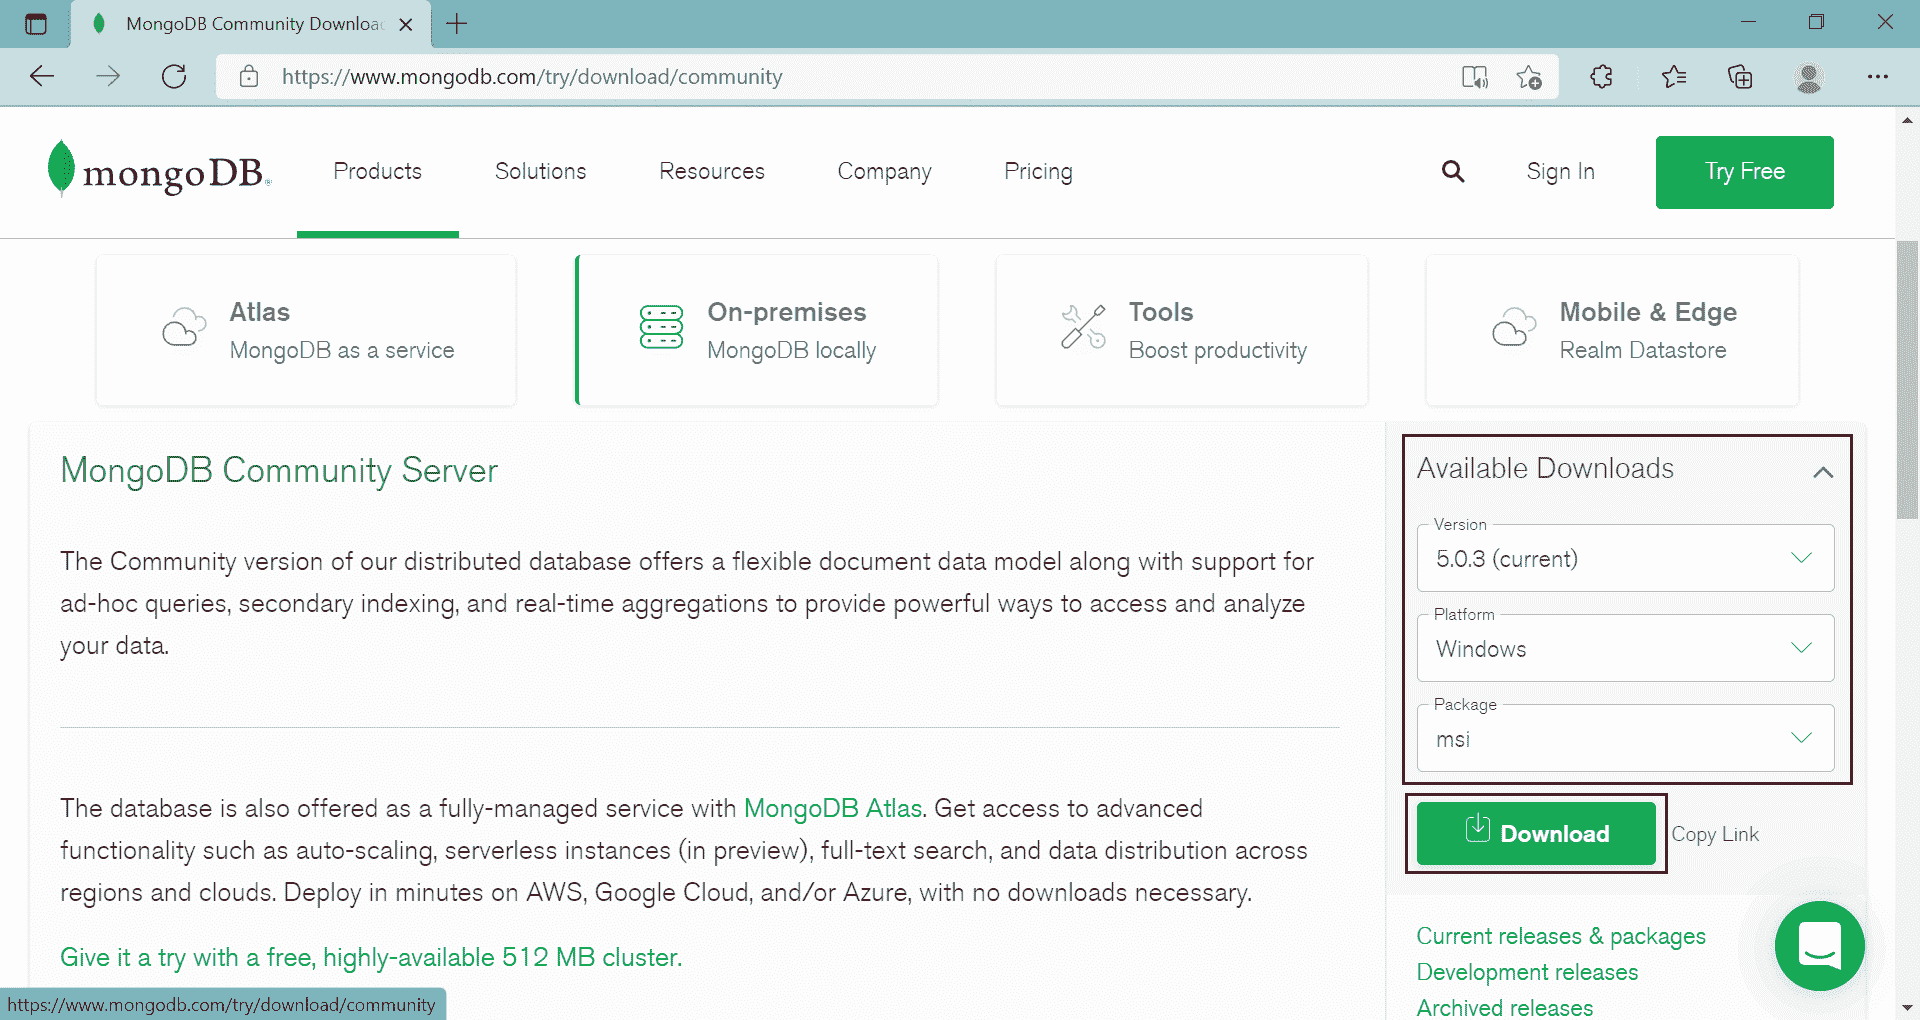 MongoDB Community Downloa
https://www.mongodb.com/try/download/community
mongoDB®
Products
Solutions
Resources
Company
Pricing
Sign In
Try Free
Atlas
MongoDB as a service
On-premises
MongoDB locally
Tools
Boost productivity
Mobile & Edge
Realm Datastore
MongoDB Community Server
The Community version of our distributed database offers a flexible document data model along with support for
ad-hoc queries, secondary indexing, and real-time aggregations to provide powerful ways to access and analyze
your data.
The database is also offered as a fully-managed service with MongoDB Atlas. Get access to advanced
functionality such as auto-scaling, serverless instances (in preview), full-text search, and data distribution across
regions and clouds. Deploy in minutes on AWS, Google Cloud, and/or Azure, with no downloads necessary.
Give it a try with a free, highly-available 512 MB cluster.
Available Downloads
Version
5.0.3 (current)
Platform
Windows
Package
msi
Download
Copy Link
Current releases & packages
Development releases
Archived releases
https://www.mongodb.com/try/download/community